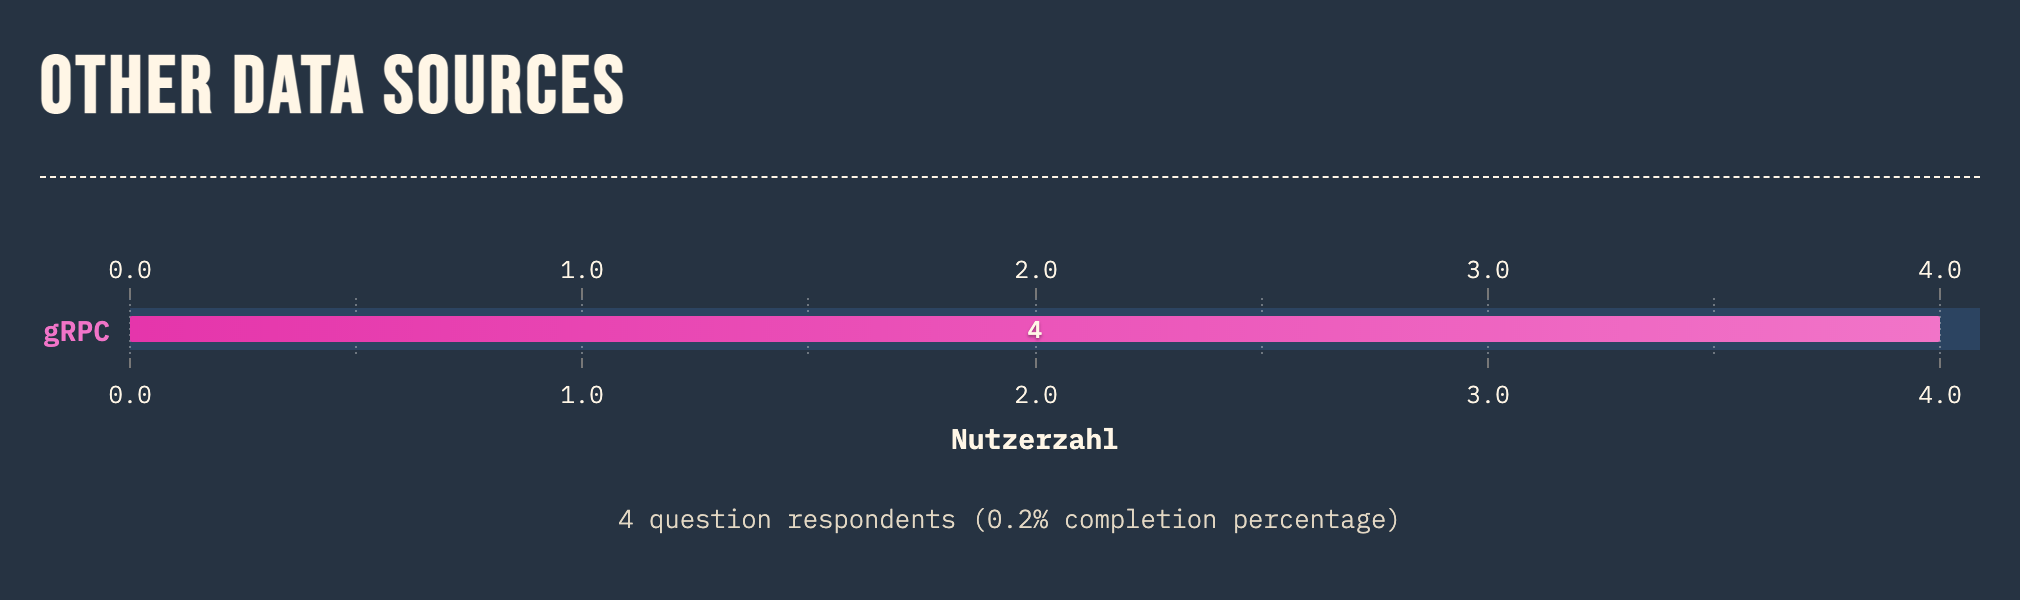 OTHER DATA SOURCES
0.0 1.0 2.0 3.0 4.0
gRPC 4
0.0 1.0 2.0 3.0 4.0
Nutzerzahl
4 question respondents (0.2% completion percentage)